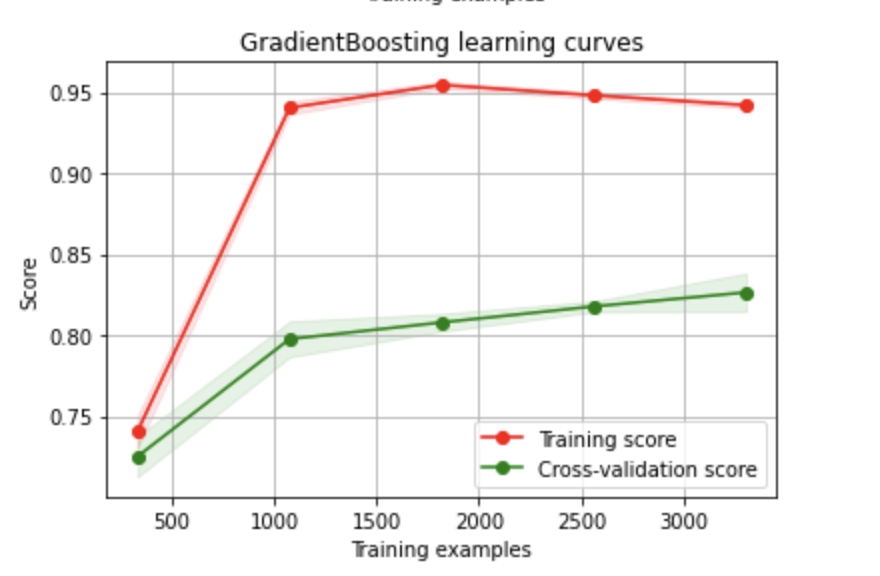 GradientBoosting learning curves
0.95
0.90
0.85
0.80
0.75
Score
500 1000 1500 2000 2500 3000
Training examples
Training score
Cross-validation score